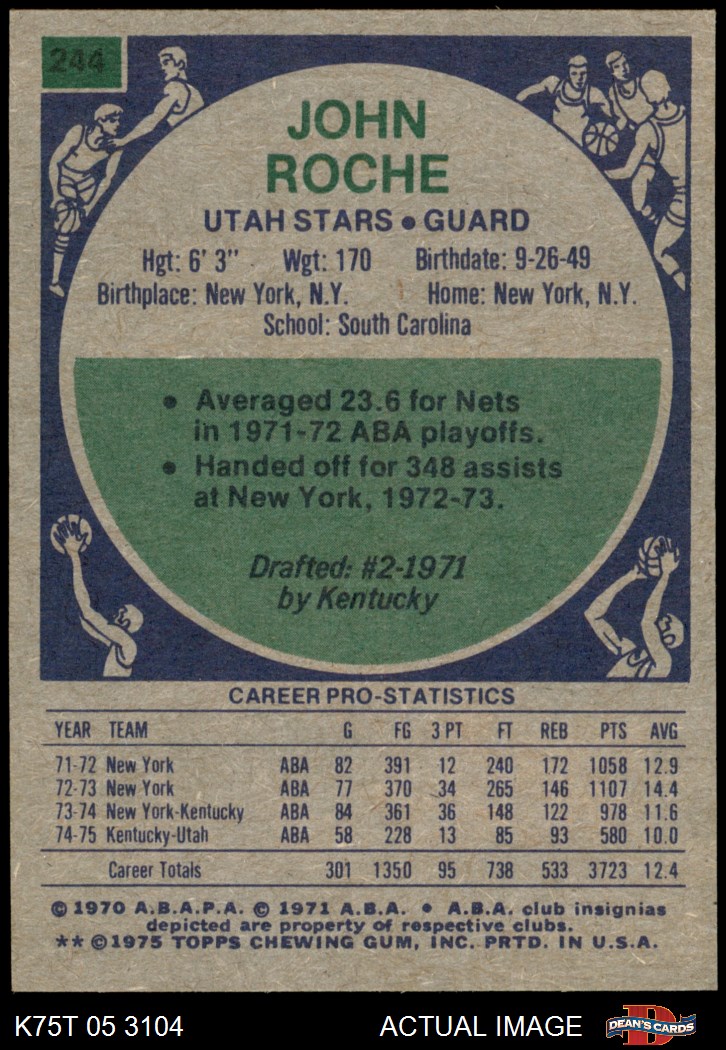 244
JOHN
ROCHE
UTAH STARS • GUARD
Hgt: 6' 3" Wgt: 170 Birthdate: 9-26-49
Birthplace: New York, N.Y. Home: New York, N.Y.
School: South Carolina
• Averaged 23.6 for Nets
in 1971-72 ABA playoffs.
• Handed off for 348 assists
at New York, 1972-73.
Drafted: #2-1971
by Kentucky
CAREER PRO-STATISTICS
YEAR TEAM G FG 3 PT FT REB PTS AVG
71-72 New York ABA 82 391 12 240 172 1058 12.9
72-73 New York ABA 77 370 34 265 146 1107 14.4
73-74 New York-Kentucky ABA 84 361 36 148 122 978 11.6
74-75 Kentucky-Utah ABA 58 228 13 85 93 580 10.0
Career Totals 301 1350 95 738 533 3723 12.4
© 1970 A.B.A.P.A. © 1971 A.B.A. • A.B.A. club insignias
depicted are property of respective clubs.
** © 1975 TOPPS CHEWING GUM, INC. PRTD. IN U.S.A.
K75T 05 3104 ACTUAL IMAGE DEAN'S CARDS